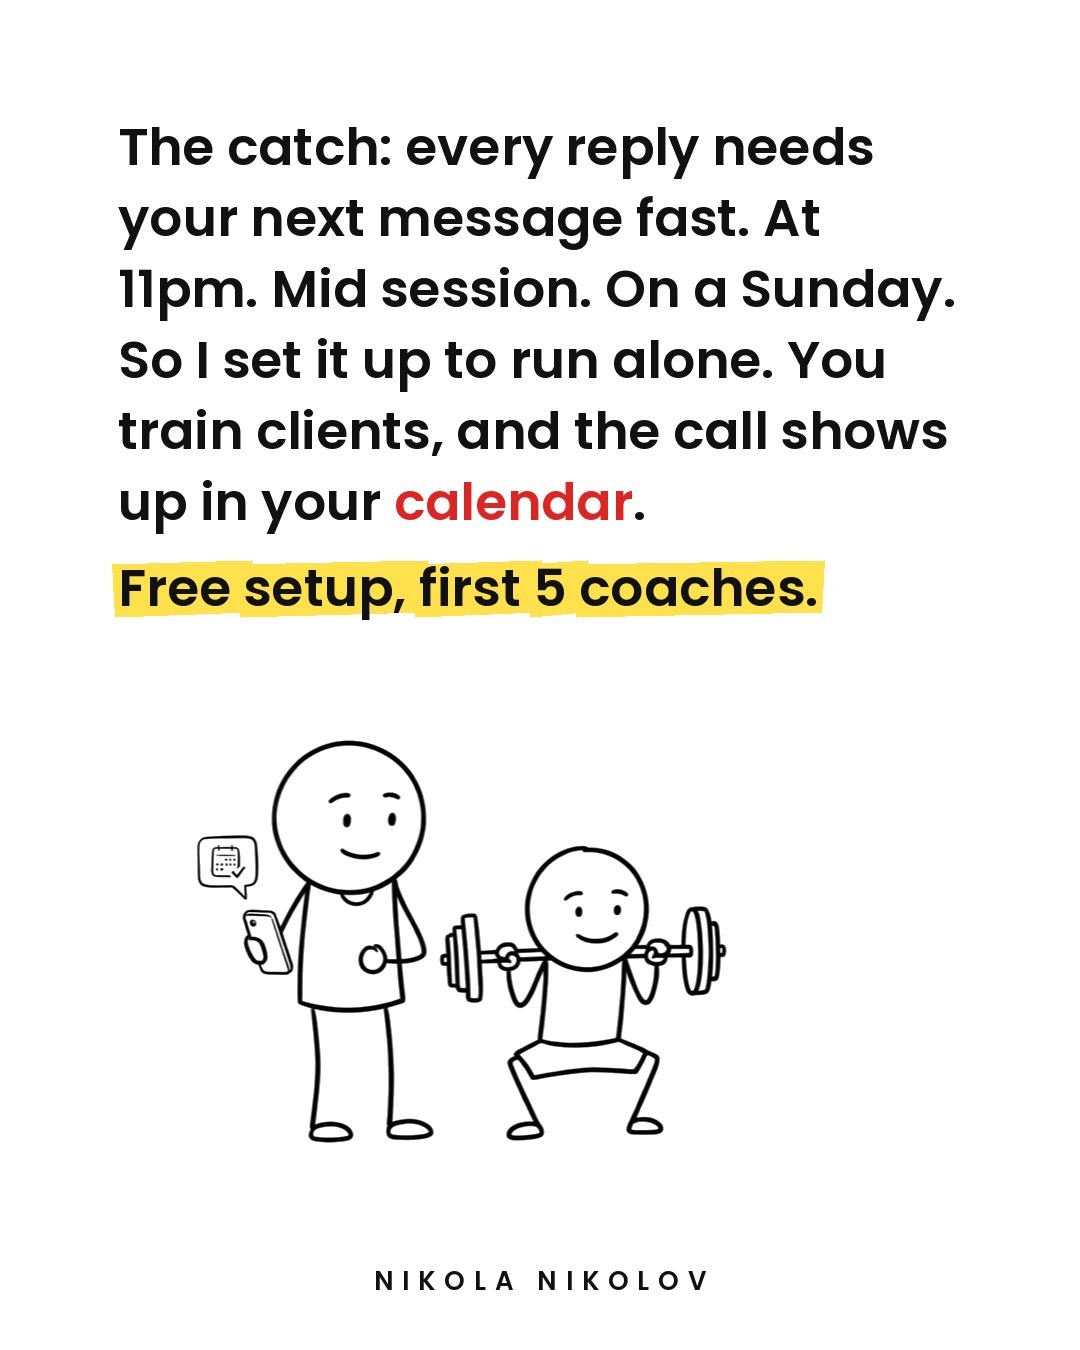 The catch: every reply needs
your next message fast. At
11pm. Mid session. On a Sunday.
So I set it up to run alone. You
train clients, and the call shows
up in your calendar.
Free setup, first 5 coaches.
NIKOLA NIKOLOV